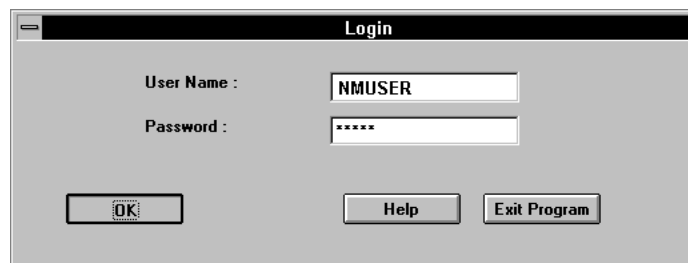 Login
User Name :
NMUSER
Password :
*****
OK
Help
Exit Program